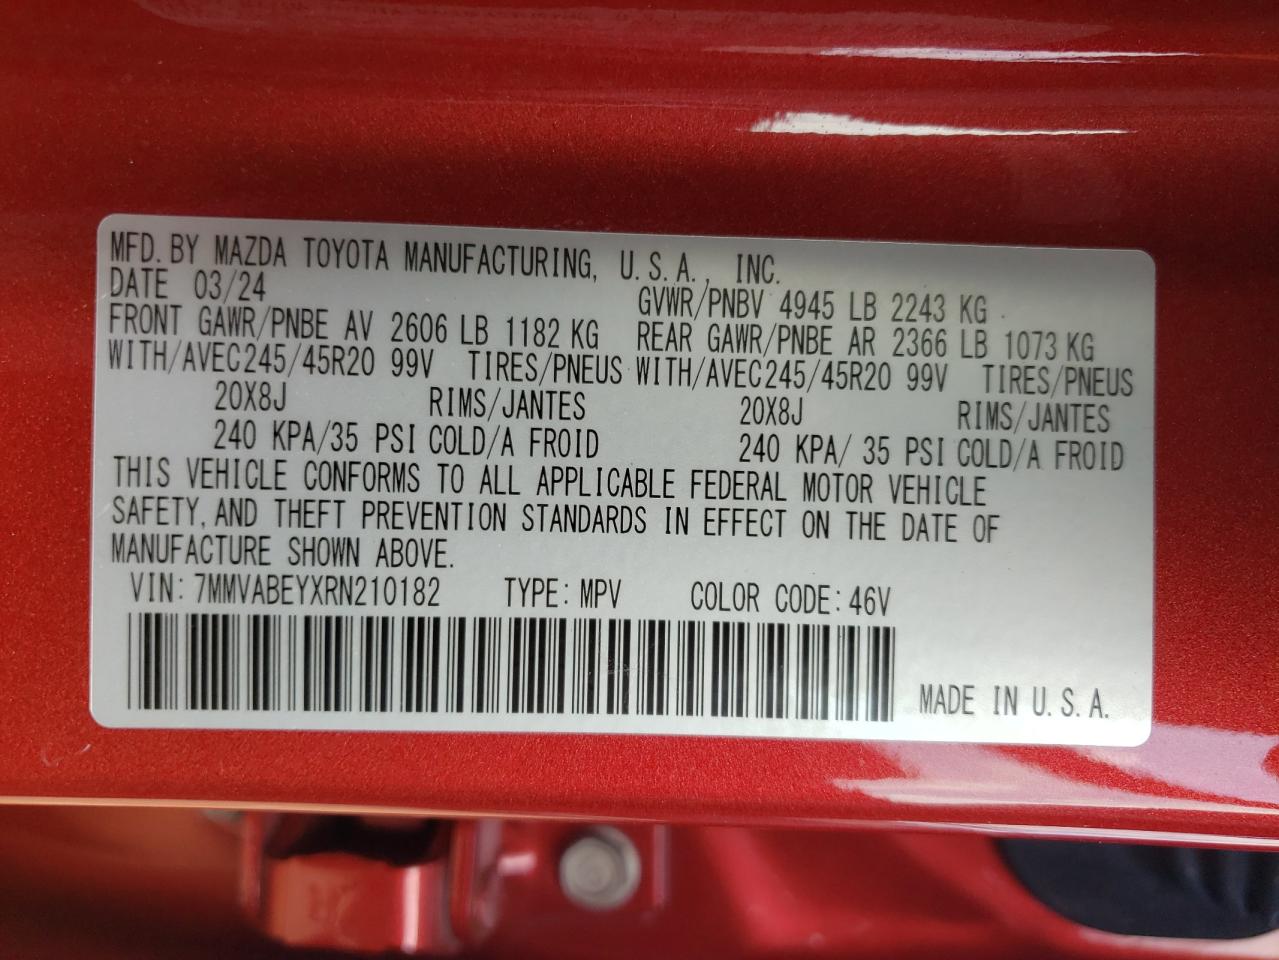 MFD. BY MAZDA TOYOTA MANUFACTURING, U.S.A., INC.
DATE 03/24 GVWR/PNBV 4945 LB 2243 KG
FRONT GAWR/PNBE AV 2606 LB 1182 KG REAR GAWR/PNBE AR 2366 LB 1073 KG
WITH/AVEC 245/45R20 99V TIRES/PNEUS WITH/AVEC 245/45R20 99V TIRES/PNEUS
20X8J RIMS/JANTES 20X8J RIMS/JANTES
240 KPA/35 PSI COLD/A FROID 240 KPA/ 35 PSI COLD/A FROID
THIS VEHICLE CONFORMS TO ALL APPLICABLE FEDERAL MOTOR VEHICLE
SAFETY, AND THEFT PREVENTION STANDARDS IN EFFECT ON THE DATE OF
MANUFACTURE SHOWN ABOVE.
VIN: 7MMVABEYXRN210182 TYPE: MPV COLOR CODE: 46V
MADE IN U.S.A.